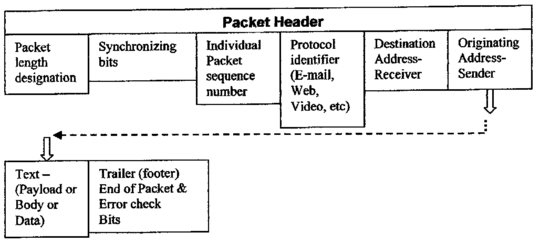 Packet Header
Packet
length
designation
Synchronizing
bits
Individual
Packet
sequence
number
Protocol
identifier
(E-mail,
Web,
Video, etc)
Destination
Address-
Receiver
Originating
Address-
Sender
Text –
(Payload or
Body or
Data)
Trailer (footer)
End of Packet &
Error check
Bits